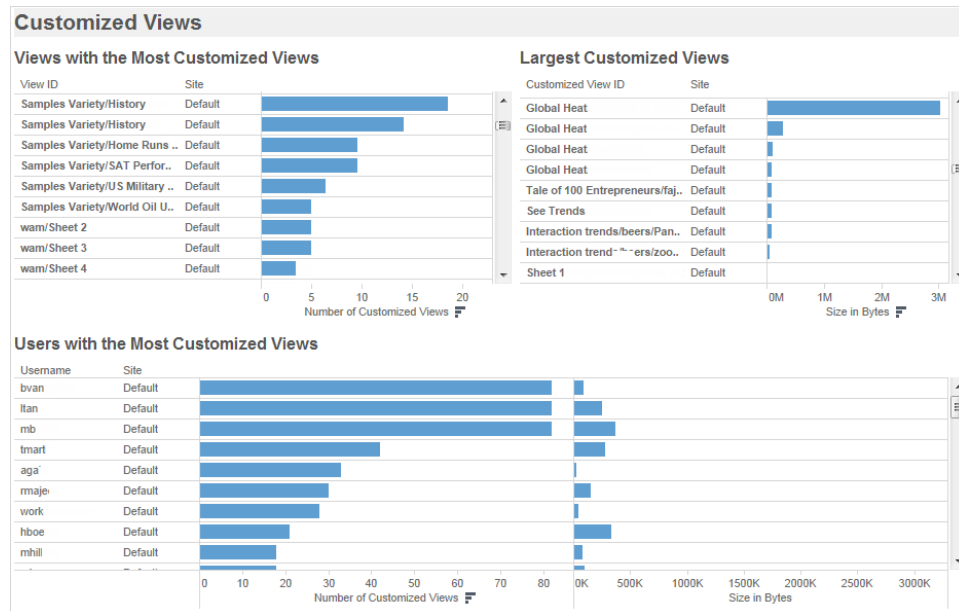 Customized Views
Views with the Most Customized Views
View ID Site
Samples Variety/History Default
Samples Variety/History Default
Samples Variety/Home Runs .. Default
Samples Variety/SAT Perfor.. Default
Samples Variety/US Military .. Default
Samples Variety/World Oil U.. Default
wam/Sheet 2 Default
wam/Sheet 3 Default
wam/Sheet 4 Default
0 5 10 15 20
Number of Customized Views
Largest Customized Views
Customized View ID Site
Global Heat Default
Global Heat Default
Global Heat Default
Global Heat Default
Tale of 100 Entrepreneurs/faj.. Default
See Trends Default
Interaction trends/beers/Pan.. Default
Interaction trend ers/zoo.. Default
Sheet 1 Default
0M 1M 2M 3M
Size in Bytes
Users with the Most Customized Views
Username Site
bvan Default
ltan Default
mb Default
tmart Default
aga Default
rmaje Default
work Default
hboe Default
mhill Default
0 10 20 30 40 50 60 70 80
Number of Customized Views
0K 500K 1000K 1500K 2000K 2500K 3000K
Size in Bytes